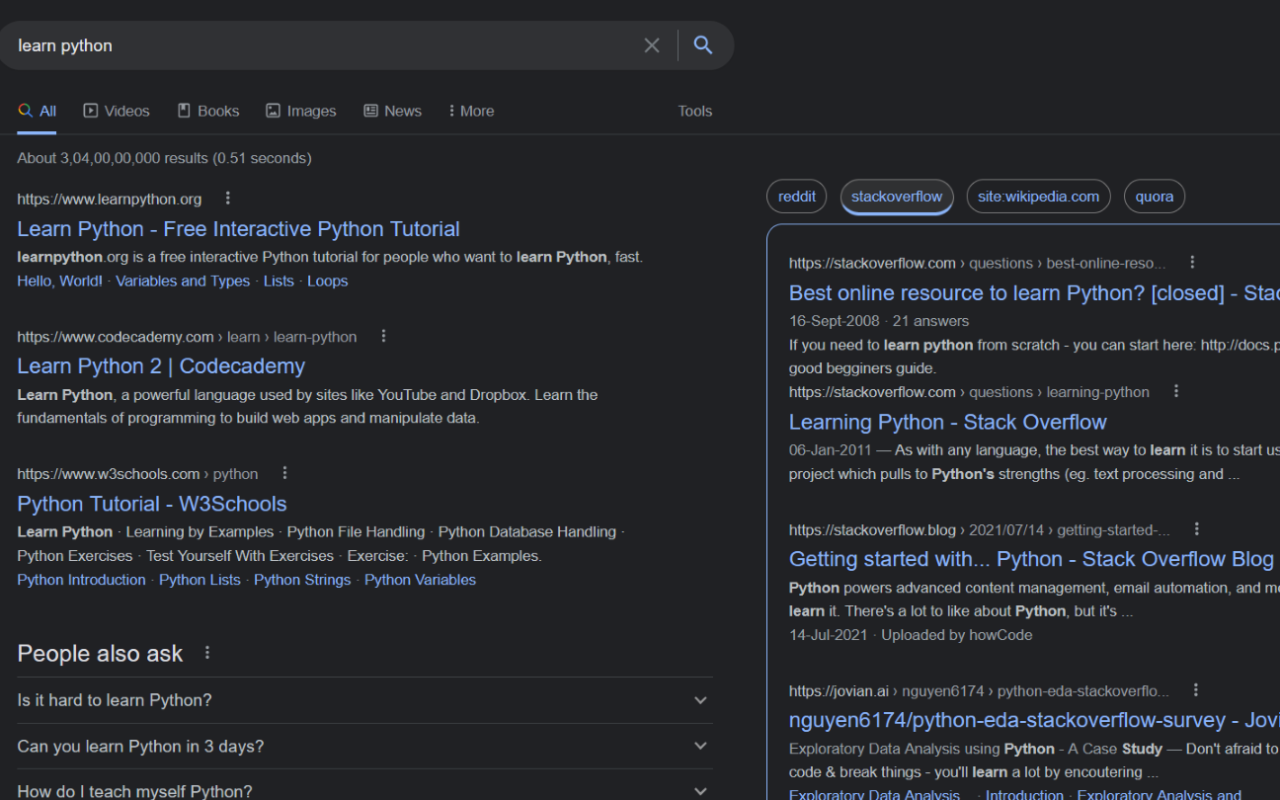 learn python
All
Videos
Books
Images
News
More
Tools
About 3,04,00,00,000 results (0.51 seconds)
https://www.learnpython.org
Learn Python - Free Interactive Python Tutorial
learnpython.org is a free interactive Python tutorial for people who want to learn Python, fast.
Hello, World! · Variables and Types · Lists · Loops
https://www.codecademy.com › learn › learn-python
Learn Python 2 | Codecademy
Learn Python, a powerful language used by sites like YouTube and Dropbox. Learn the
fundamentals of programming to build web apps and manipulate data.
https://www.w3schools.com › python
Python Tutorial - W3Schools
Learn Python · Learning by Examples · Python File Handling · Python Database Handling ·
Python Exercises · Test Yourself With Exercises · Exercise: · Python Examples.
Python Introduction · Python Lists · Python Strings · Python Variables
People also ask
Is it hard to learn Python?
Can you learn Python in 3 days?
How do I teach myself Python?
reddit
stackoverflow
site:wikipedia.com
quora
https://stackoverflow.com › questions › best-online-reso...
Best online resource to learn Python? [closed] - Stac
16-Sept-2008 · 21 answers
If you need to learn python from scratch - you can start here: http://docs.p
good begginers guide.
https://stackoverflow.com › questions › learning-python
Learning Python - Stack Overflow
06-Jan-2011 — As with any language, the best way to learn it is to start us
project which pulls to Python's strengths (eg. text processing and ...
https://stackoverflow.blog › 2021/07/14 › getting-started-...
Getting started with... Python - Stack Overflow Blog
Python powers advanced content management, email automation, and mo
learn it. There's a lot to like about Python, but it's ...
14-Jul-2021 · Uploaded by howCode
https://jovian.ai › nguyen6174 › python-eda-stackoverflo...
nguyen6174/python-eda-stackoverflow-survey - Jovi
Exploratory Data Analysis using Python - A Case Study — Don't afraid to
code & break things - you'll learn a lot by encoutering ...
Exploratory Data Analysis ... · Introduction · Exploratory Analysis and